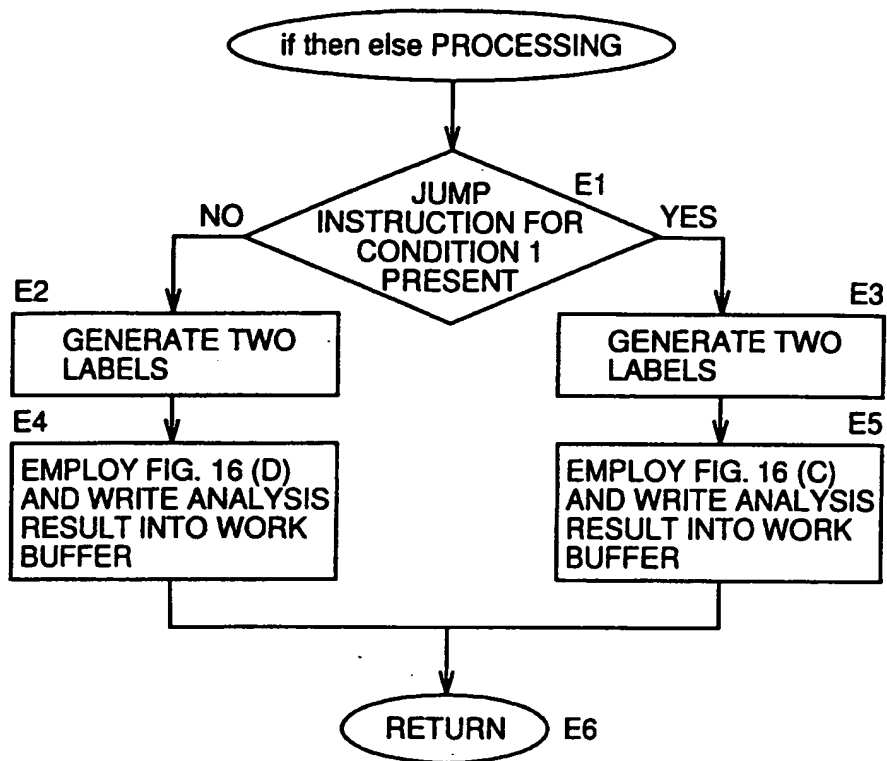 if then else PROCESSING
E1
JUMP
INSTRUCTION FOR
CONDITION 1
PRESENT
NO
YES
E2
GENERATE TWO
LABELS
E3
GENERATE TWO
LABELS
E4
EMPLOY FIG. 16 (D)
AND WRITE ANALYSIS
RESULT INTO WORK
BUFFER
E5
EMPLOY FIG. 16 (C)
AND WRITE ANALYSIS
RESULT INTO WORK
BUFFER
RETURN
E6